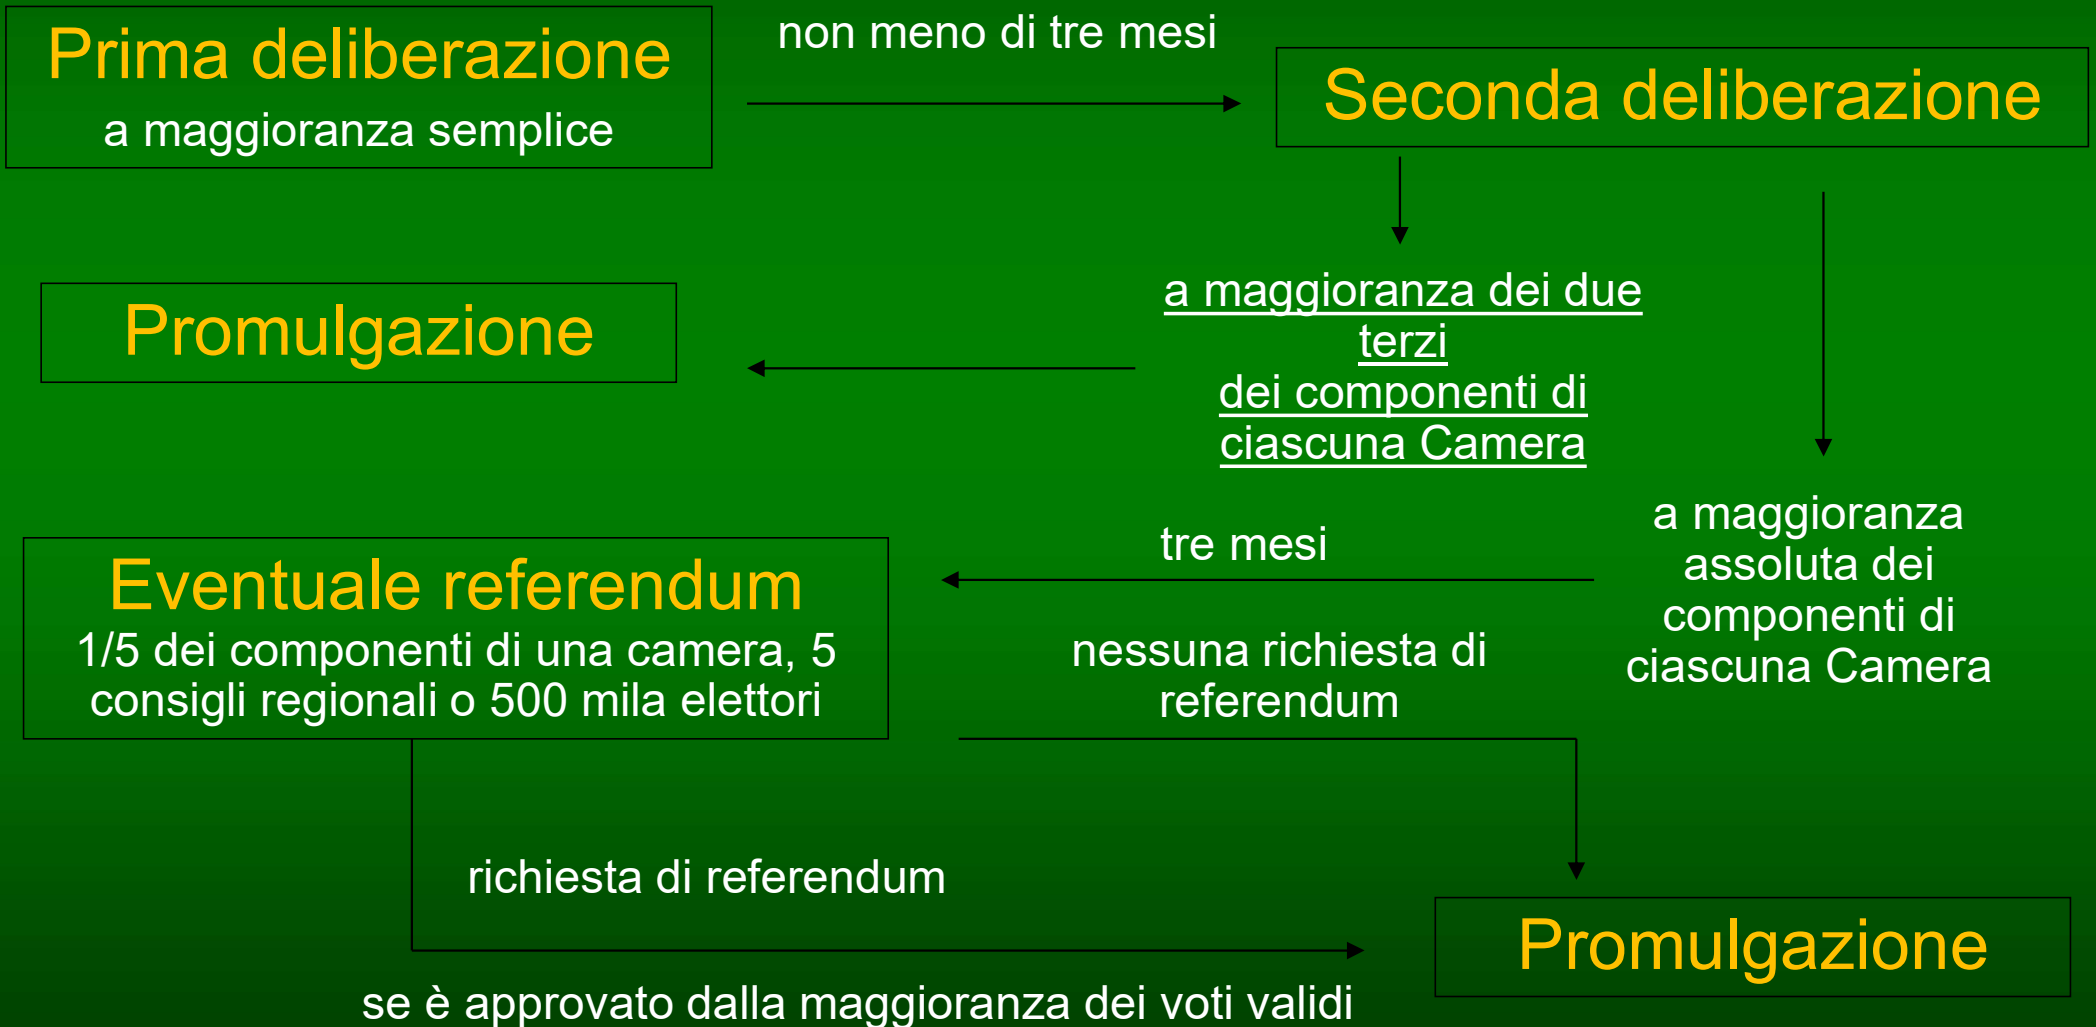 Prima deliberazione
a maggioranza semplice
non meno di tre mesi
Seconda deliberazione
a maggioranza dei due
terzi
dei componenti di
ciascuna Camera
Promulgazione
a maggioranza
assoluta dei
componenti di
ciascuna Camera
tre mesi
Eventuale referendum
1/5 dei componenti di una camera, 5
consigli regionali o 500 mila elettori
nessuna richiesta di
referendum
richiesta di referendum
se è approvato dalla maggioranza dei voti validi
Promulgazione